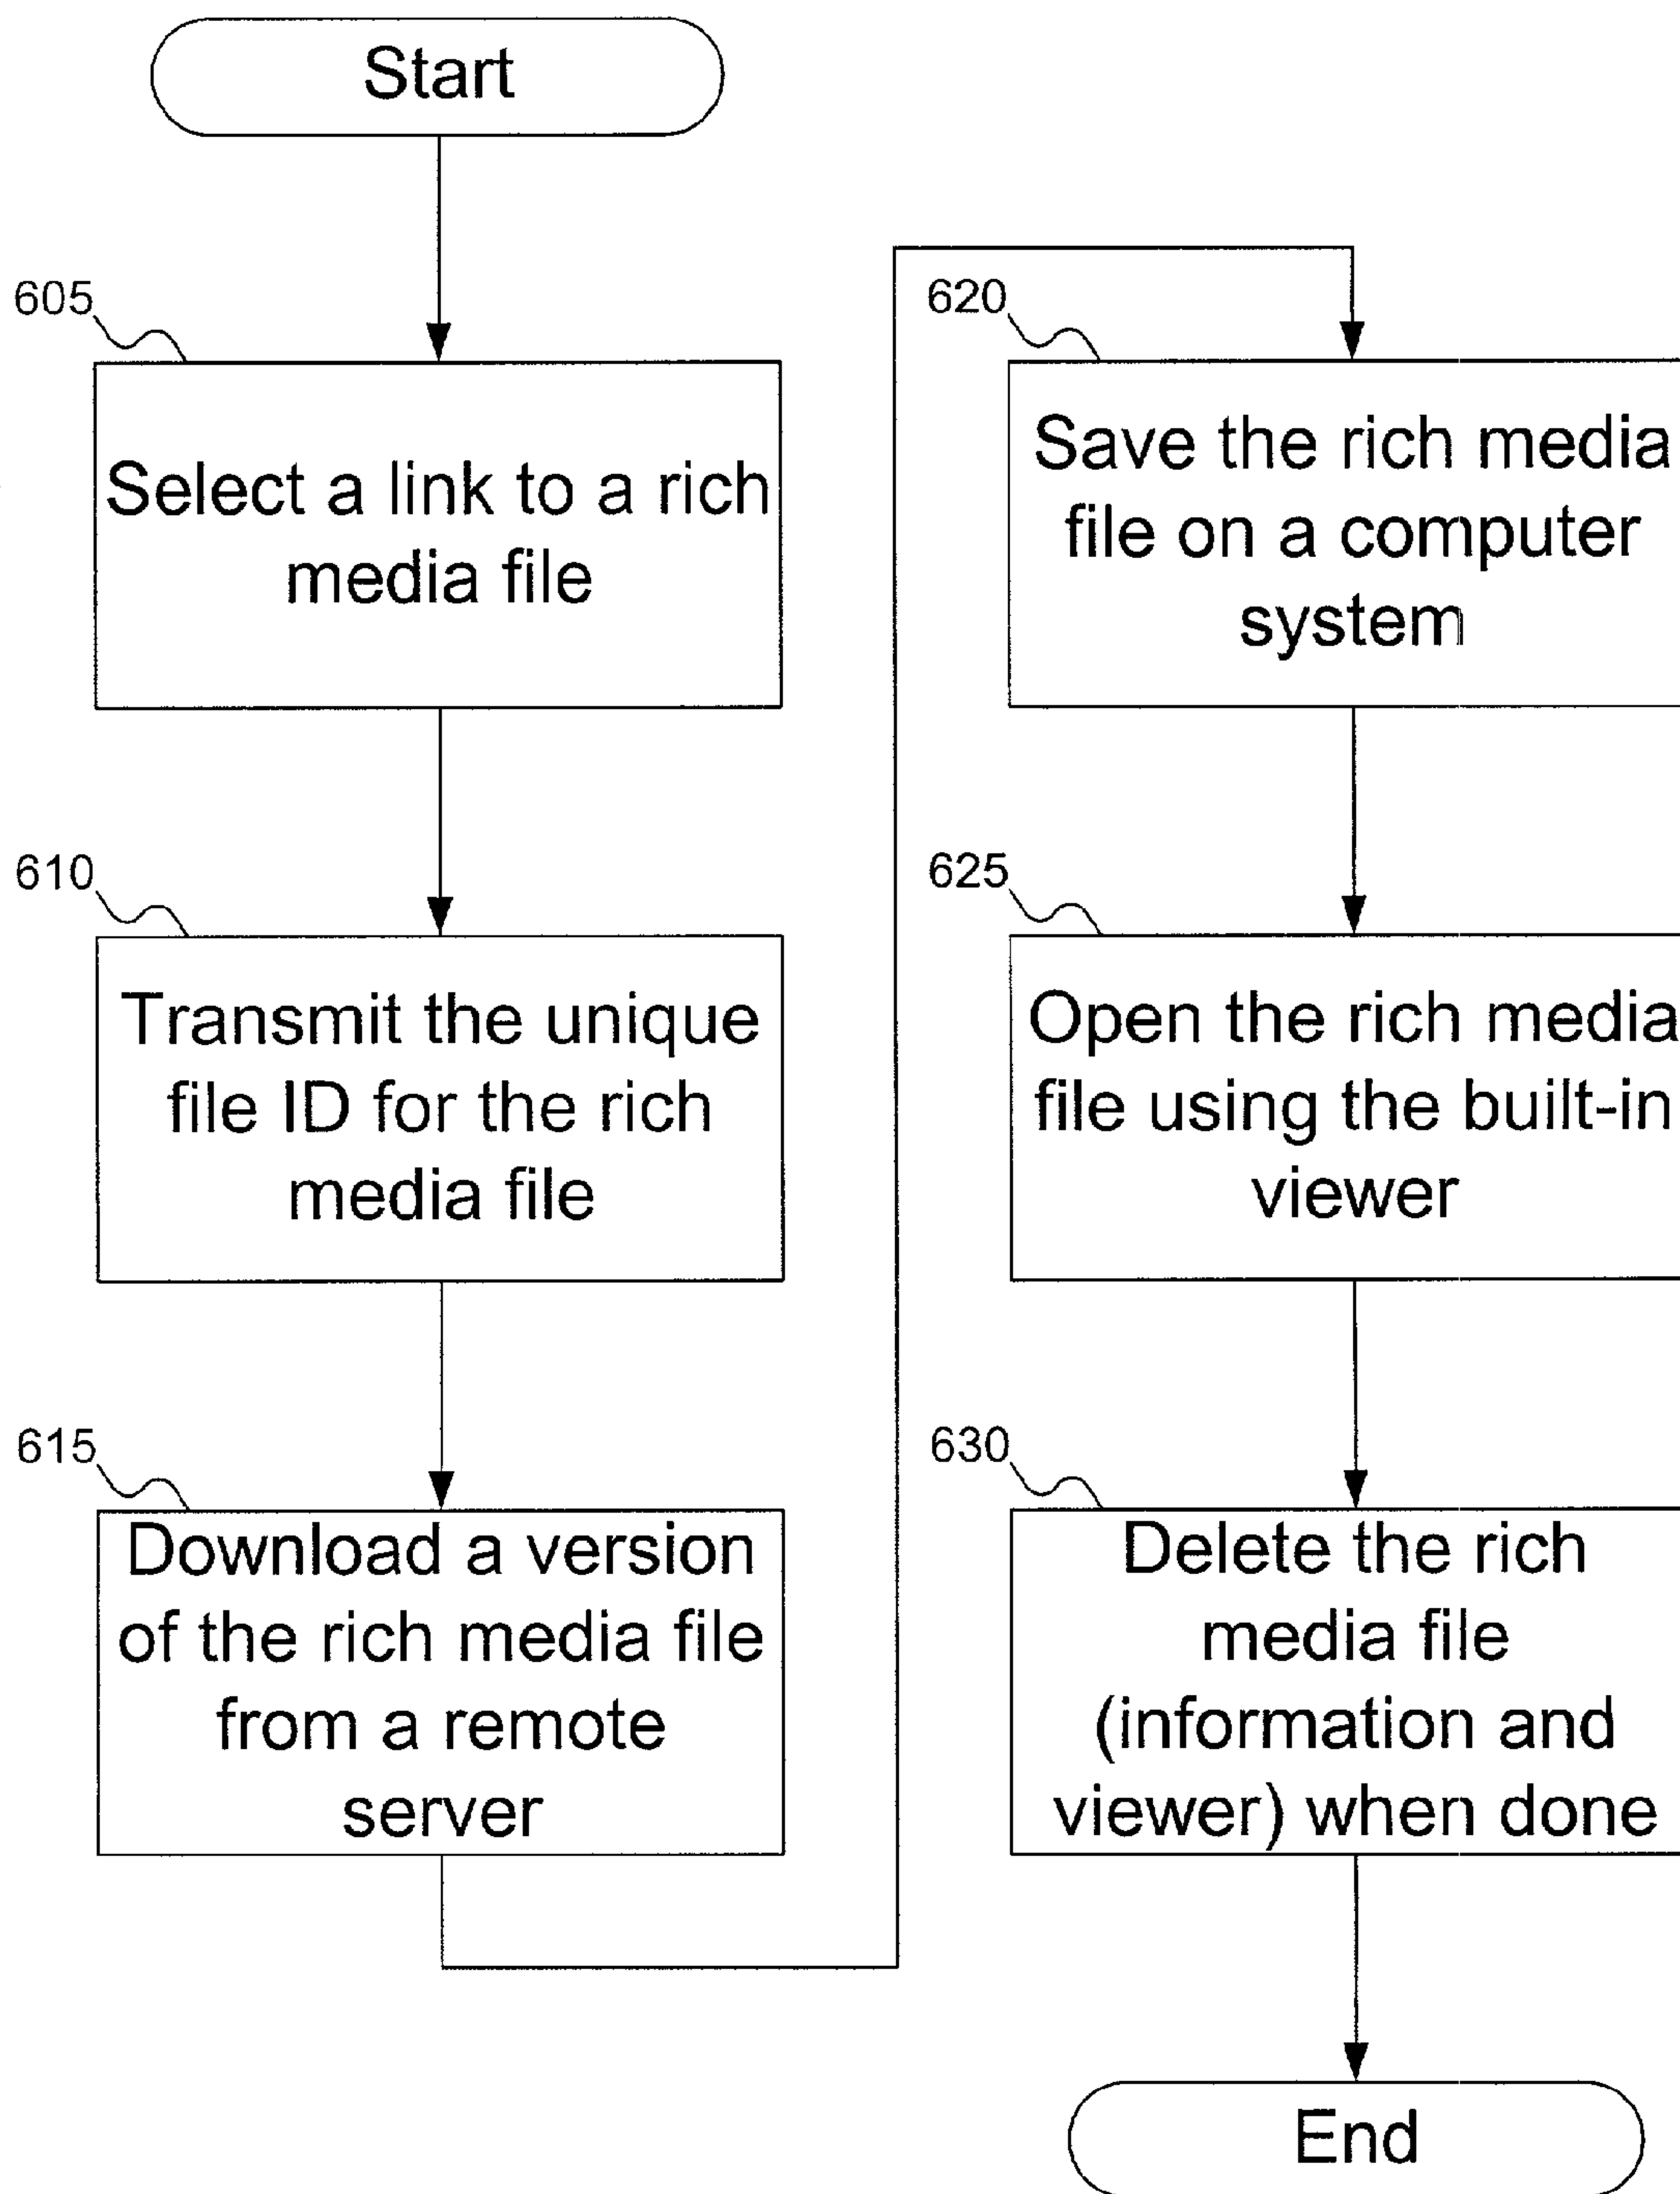 Start
605
Select a link to a rich
media file
610
Transmit the unique
file ID for the rich
media file
615
Download a version
of the rich media file
from a remote
server
620
Save the rich media
file on a computer
system
625
Open the rich media
file using the built-in
viewer
630
Delete the rich
media file
(information and
viewer) when done
End